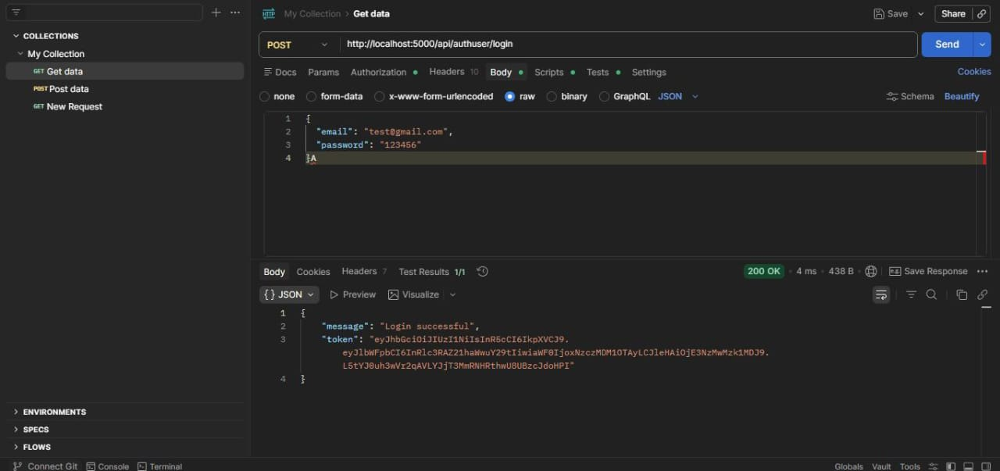 COLLECTIONS
My Collection
GET Get data
POST Post data
GET New Request
ENVIRONMENTS
SPECS
FLOWS
Connect Git Console Terminal
HTTP My Collection > Get data Save Share
POST http://localhost:5000/api/authuser/login Send
Docs Params Authorization Headers 10 Body Scripts Tests Settings Cookies
none form-data x-www-form-urlencoded raw binary GraphQL JSON Schema Beautify
1 {
2 "email": "test@gmail.com",
3 "password": "123456"
4 }A
Body Cookies Headers 7 Test Results 1/1 200 OK 4 ms 438 B Save Response
{} JSON Preview Visualize
1 {
2 "message": "Login successful",
3 "token": "eyJhbGciOiJIUzI1NiIsInR5cCI6IkpXVCJ9.
eyJlbWFpbCI6InRlc3RAZ21haWwuY29tIiwiaWF0IjoxNzczMDM1OTAyLCJleHAiOjE3NzMwMzk1MDJ9.
L5tYJ0uh3wVr2qAVLYJjT3MmRNHRthwU8UBzcJdoHPI"
4 }
Globals Vault Tools